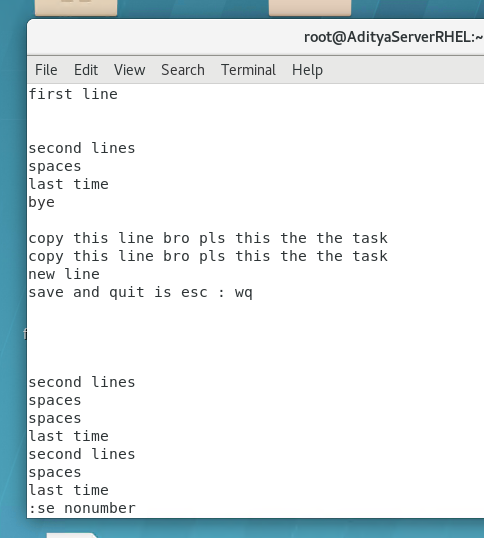 root@AdityaServerRHEL:~
File Edit View Search Terminal Help
first line
second lines
spaces
last time
bye
copy this line bro pls this the the task
copy this line bro pls this the the task
new line
save and quit is esc : wq
f
second lines
spaces
spaces
last time
second lines
spaces
last time
:se nonumber